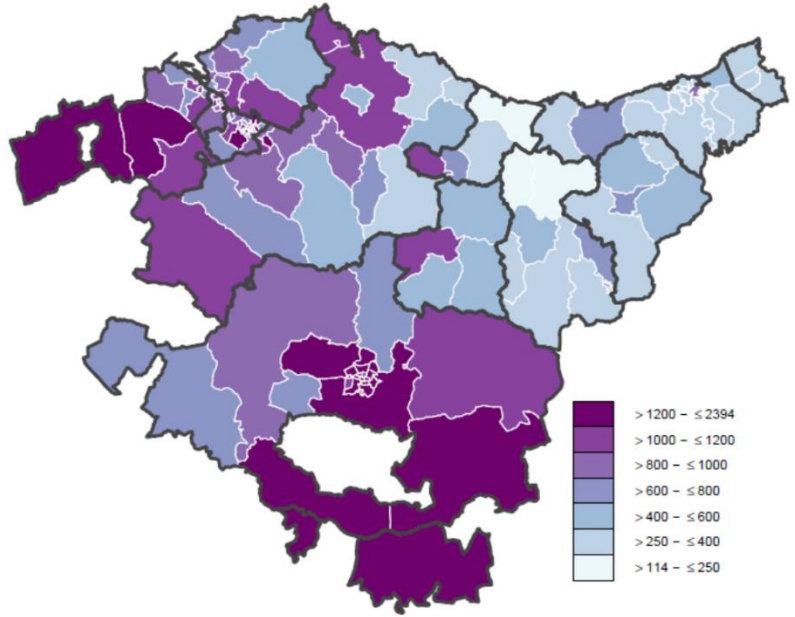 > 1200 − ≤ 2394
> 1000 − ≤ 1200
> 800 − ≤ 1000
> 600 − ≤ 800
> 400 − ≤ 600
> 250 − ≤ 400
> 114 − ≤ 250